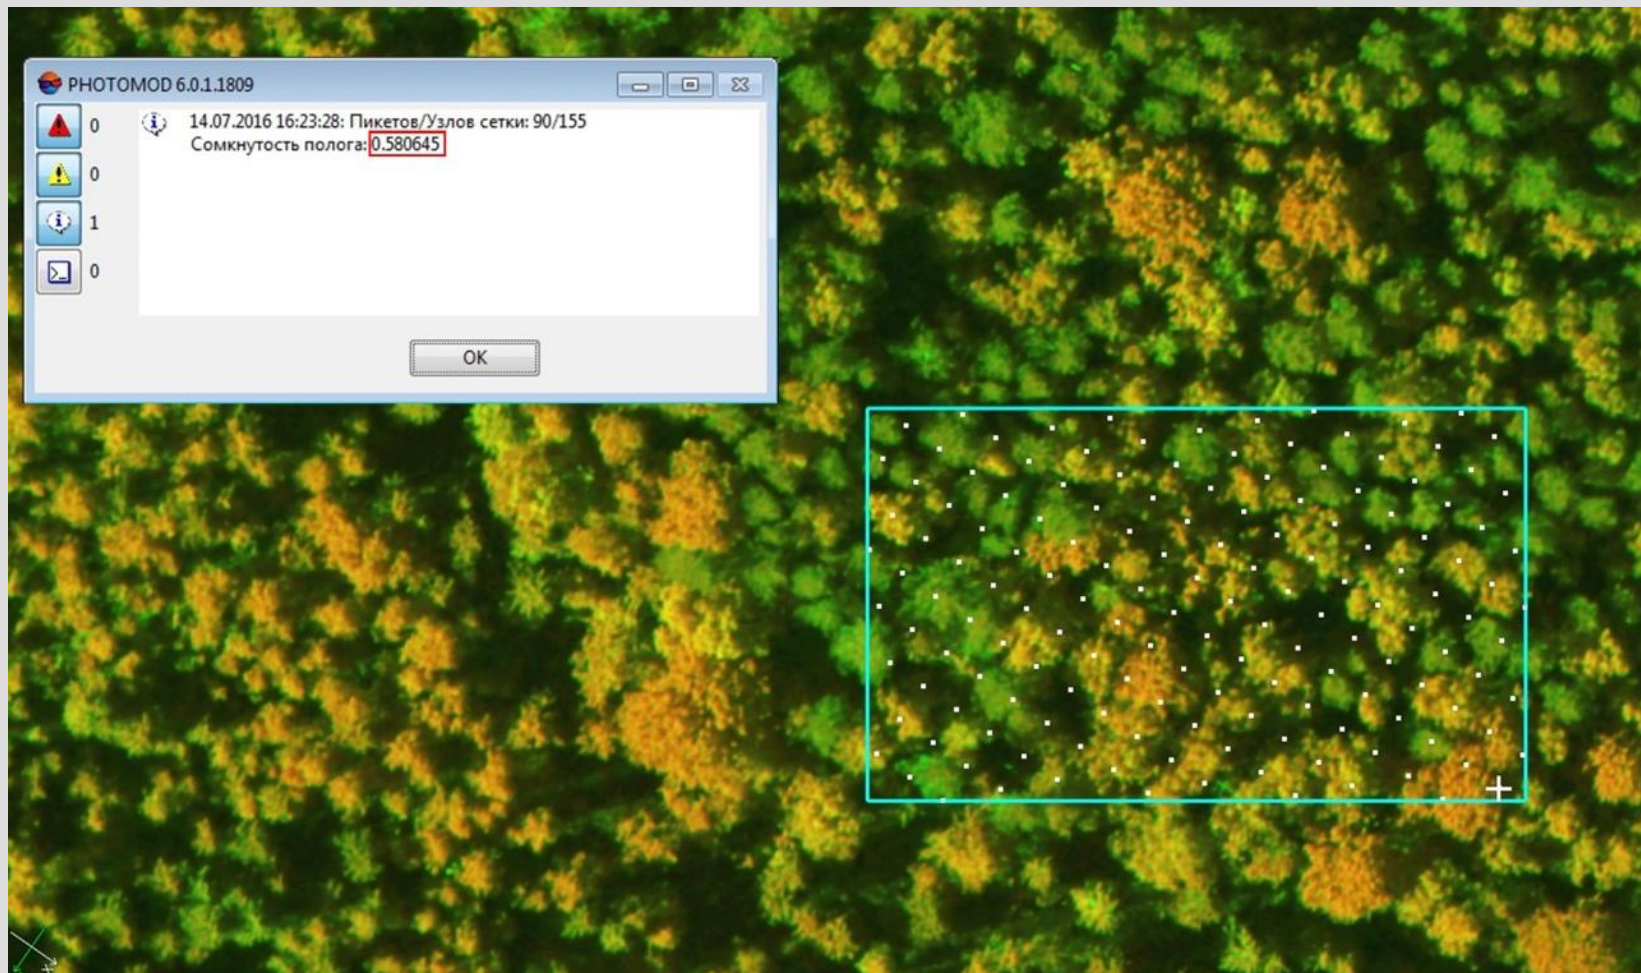 PHOTOMOD 6.0.1.1809
0
14.07.2016 16:23:28: Пикетов/Узлов сетки: 90/155
Сомкнутость полога: 0.580645
0
1
0
OK